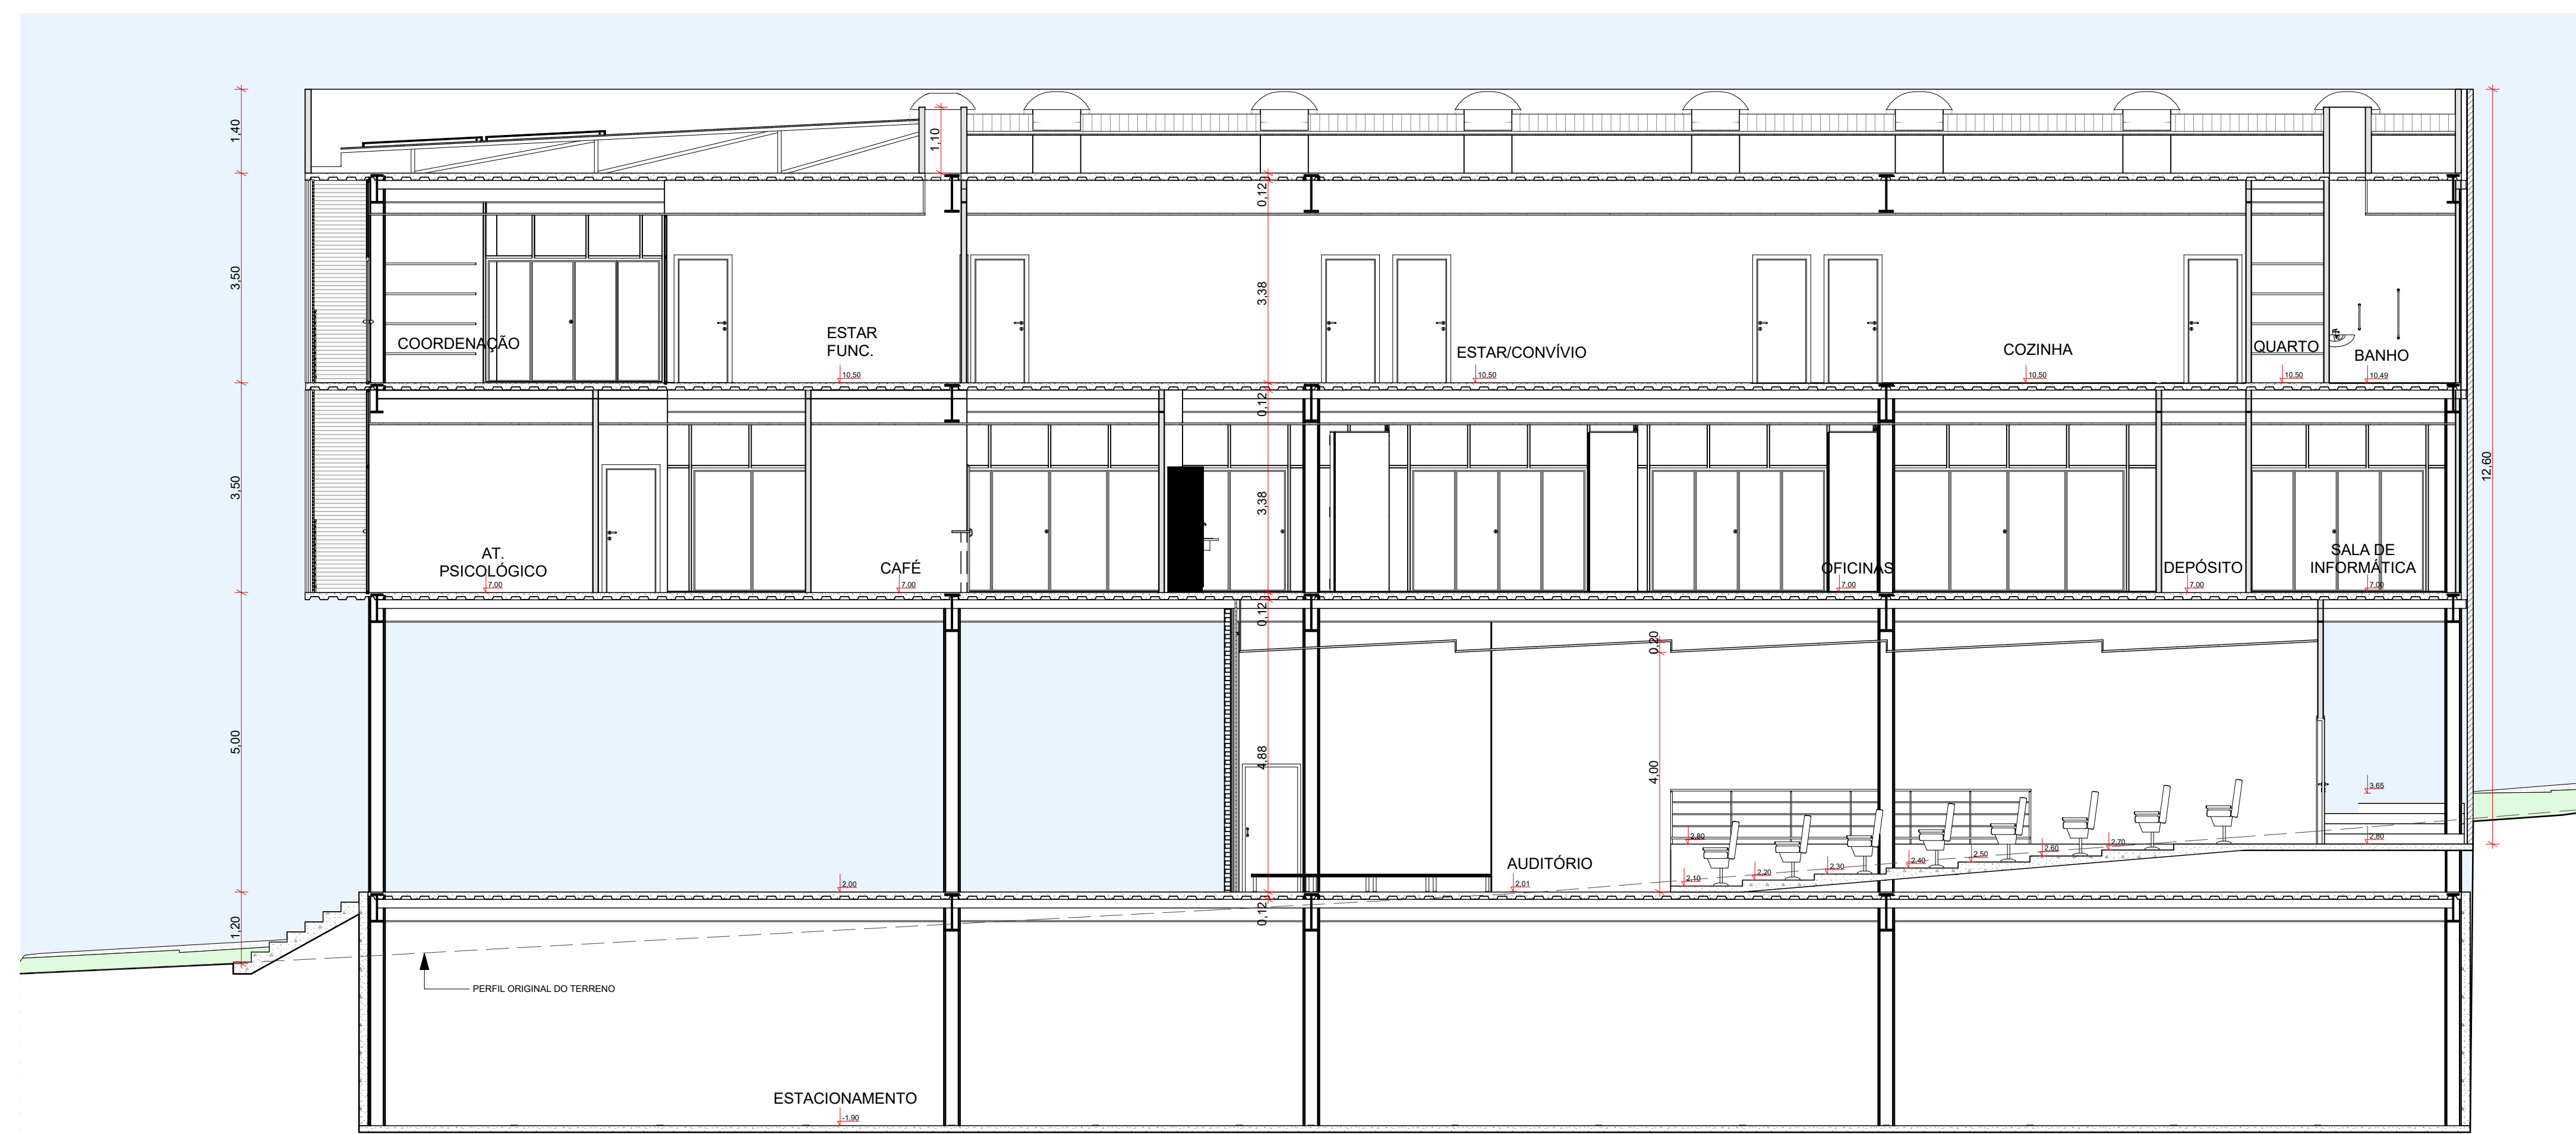 1,40
1,10
0,12
3,50
3,38
12,60
COORDENAÇÃO
ESTAR
FUNC.
10,50
ESTAR/CONVÍVIO
10,50
COZINHA
10,50
QUARTO
10,50
BANHO
10,49
0,12
3,50
3,38
AT.
PSICOLÓGICO
7,00
CAFÉ
7,00
OFICINAS
7,00
DEPÓSITO
7,00
SALA DE
INFORMÁTICA
7,00
0,12
0,20
5,00
4,88
4,00
3,65
2,80
2,80
AUDITÓRIO
2,00
2,01
2,10
2,20
2,30
2,40
2,50
2,60
2,70
1,20
0,12
PERFIL ORIGINAL DO TERRENO
ESTACIONAMENTO
-1,90